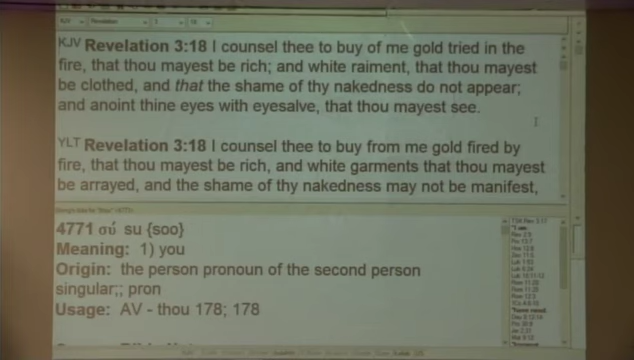 KJV Revelation 3:18 I counsel thee to buy of me gold tried in the
fire, that thou mayest be rich; and white raiment, that thou mayest
be clothed, and that the shame of thy nakedness do not appear;
and anoint thine eyes with eyesalve, that thou mayest see.
YLT Revelation 3:18 I counsel thee to buy from me gold fired by
fire, that thou mayest be rich, and white garments that thou mayest
be arrayed, and the shame of thy nakedness may not be manifest,
4771 σύ su {soo}
Meaning: 1) you
Origin: the person pronoun of the second person
singular;; pron
Usage: AV - thou 178; 178